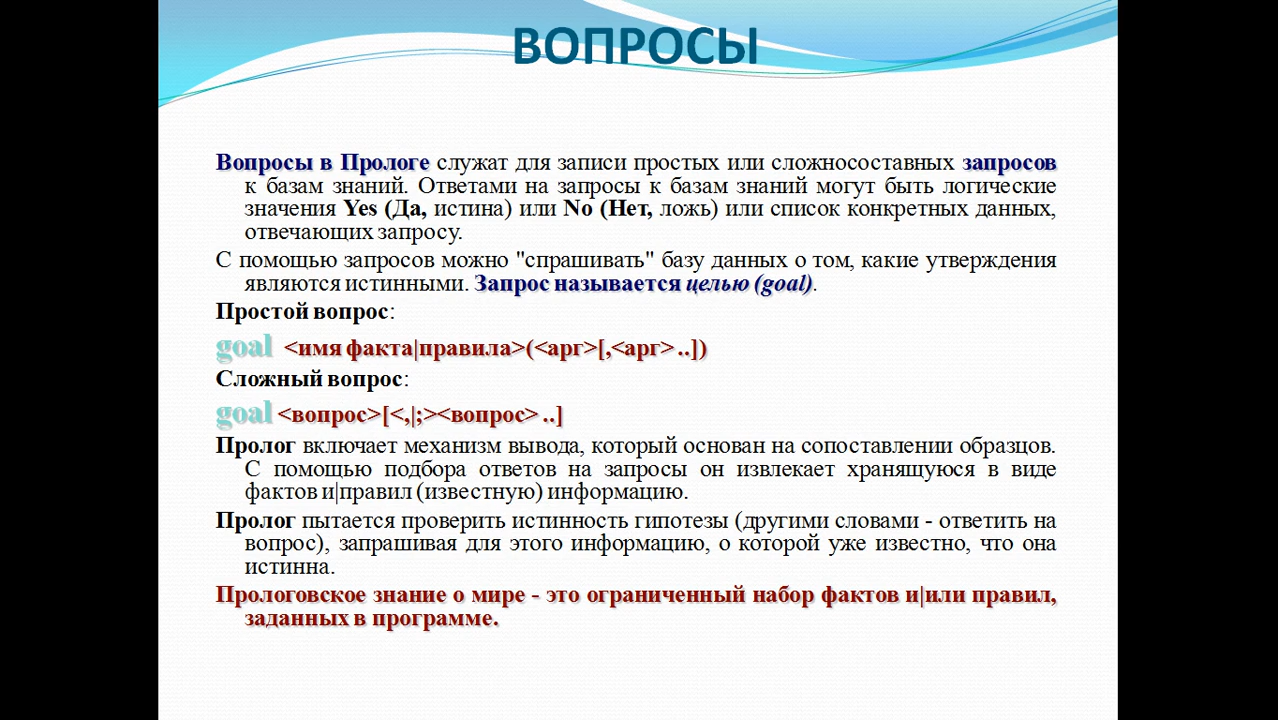 ВОПРОСЫ
Вопросы в Прологе служат для записи простых или сложносоставных запросов
к базам знаний. Ответами на запросы к базам знаний могут быть логические
значения Yes (Да, истина) или No (Нет, ложь) или список конкретных данных,
отвечающих запросу.
С помощью запросов можно "спрашивать" базу данных о том, какие утверждения
являются истинными. Запрос называется целью (goal).
Простой вопрос:
goal <имя факта|правила>(<арг>[,<арг> ..])
Сложный вопрос:
goal <вопрос>[<,|;><вопрос> ..]
Пролог включает механизм вывода, который основан на сопоставлении образцов.
С помощью подбора ответов на запросы он извлекает хранящуюся в виде
фактов и|правил (известную) информацию.
Пролог пытается проверить истинность гипотезы (другими словами - ответить на
вопрос), запрашивая для этого информацию, о которой уже известно, что она
истинна.
Прологовское знание о мире - это ограниченный набор фактов и|или правил,
заданных в программе.